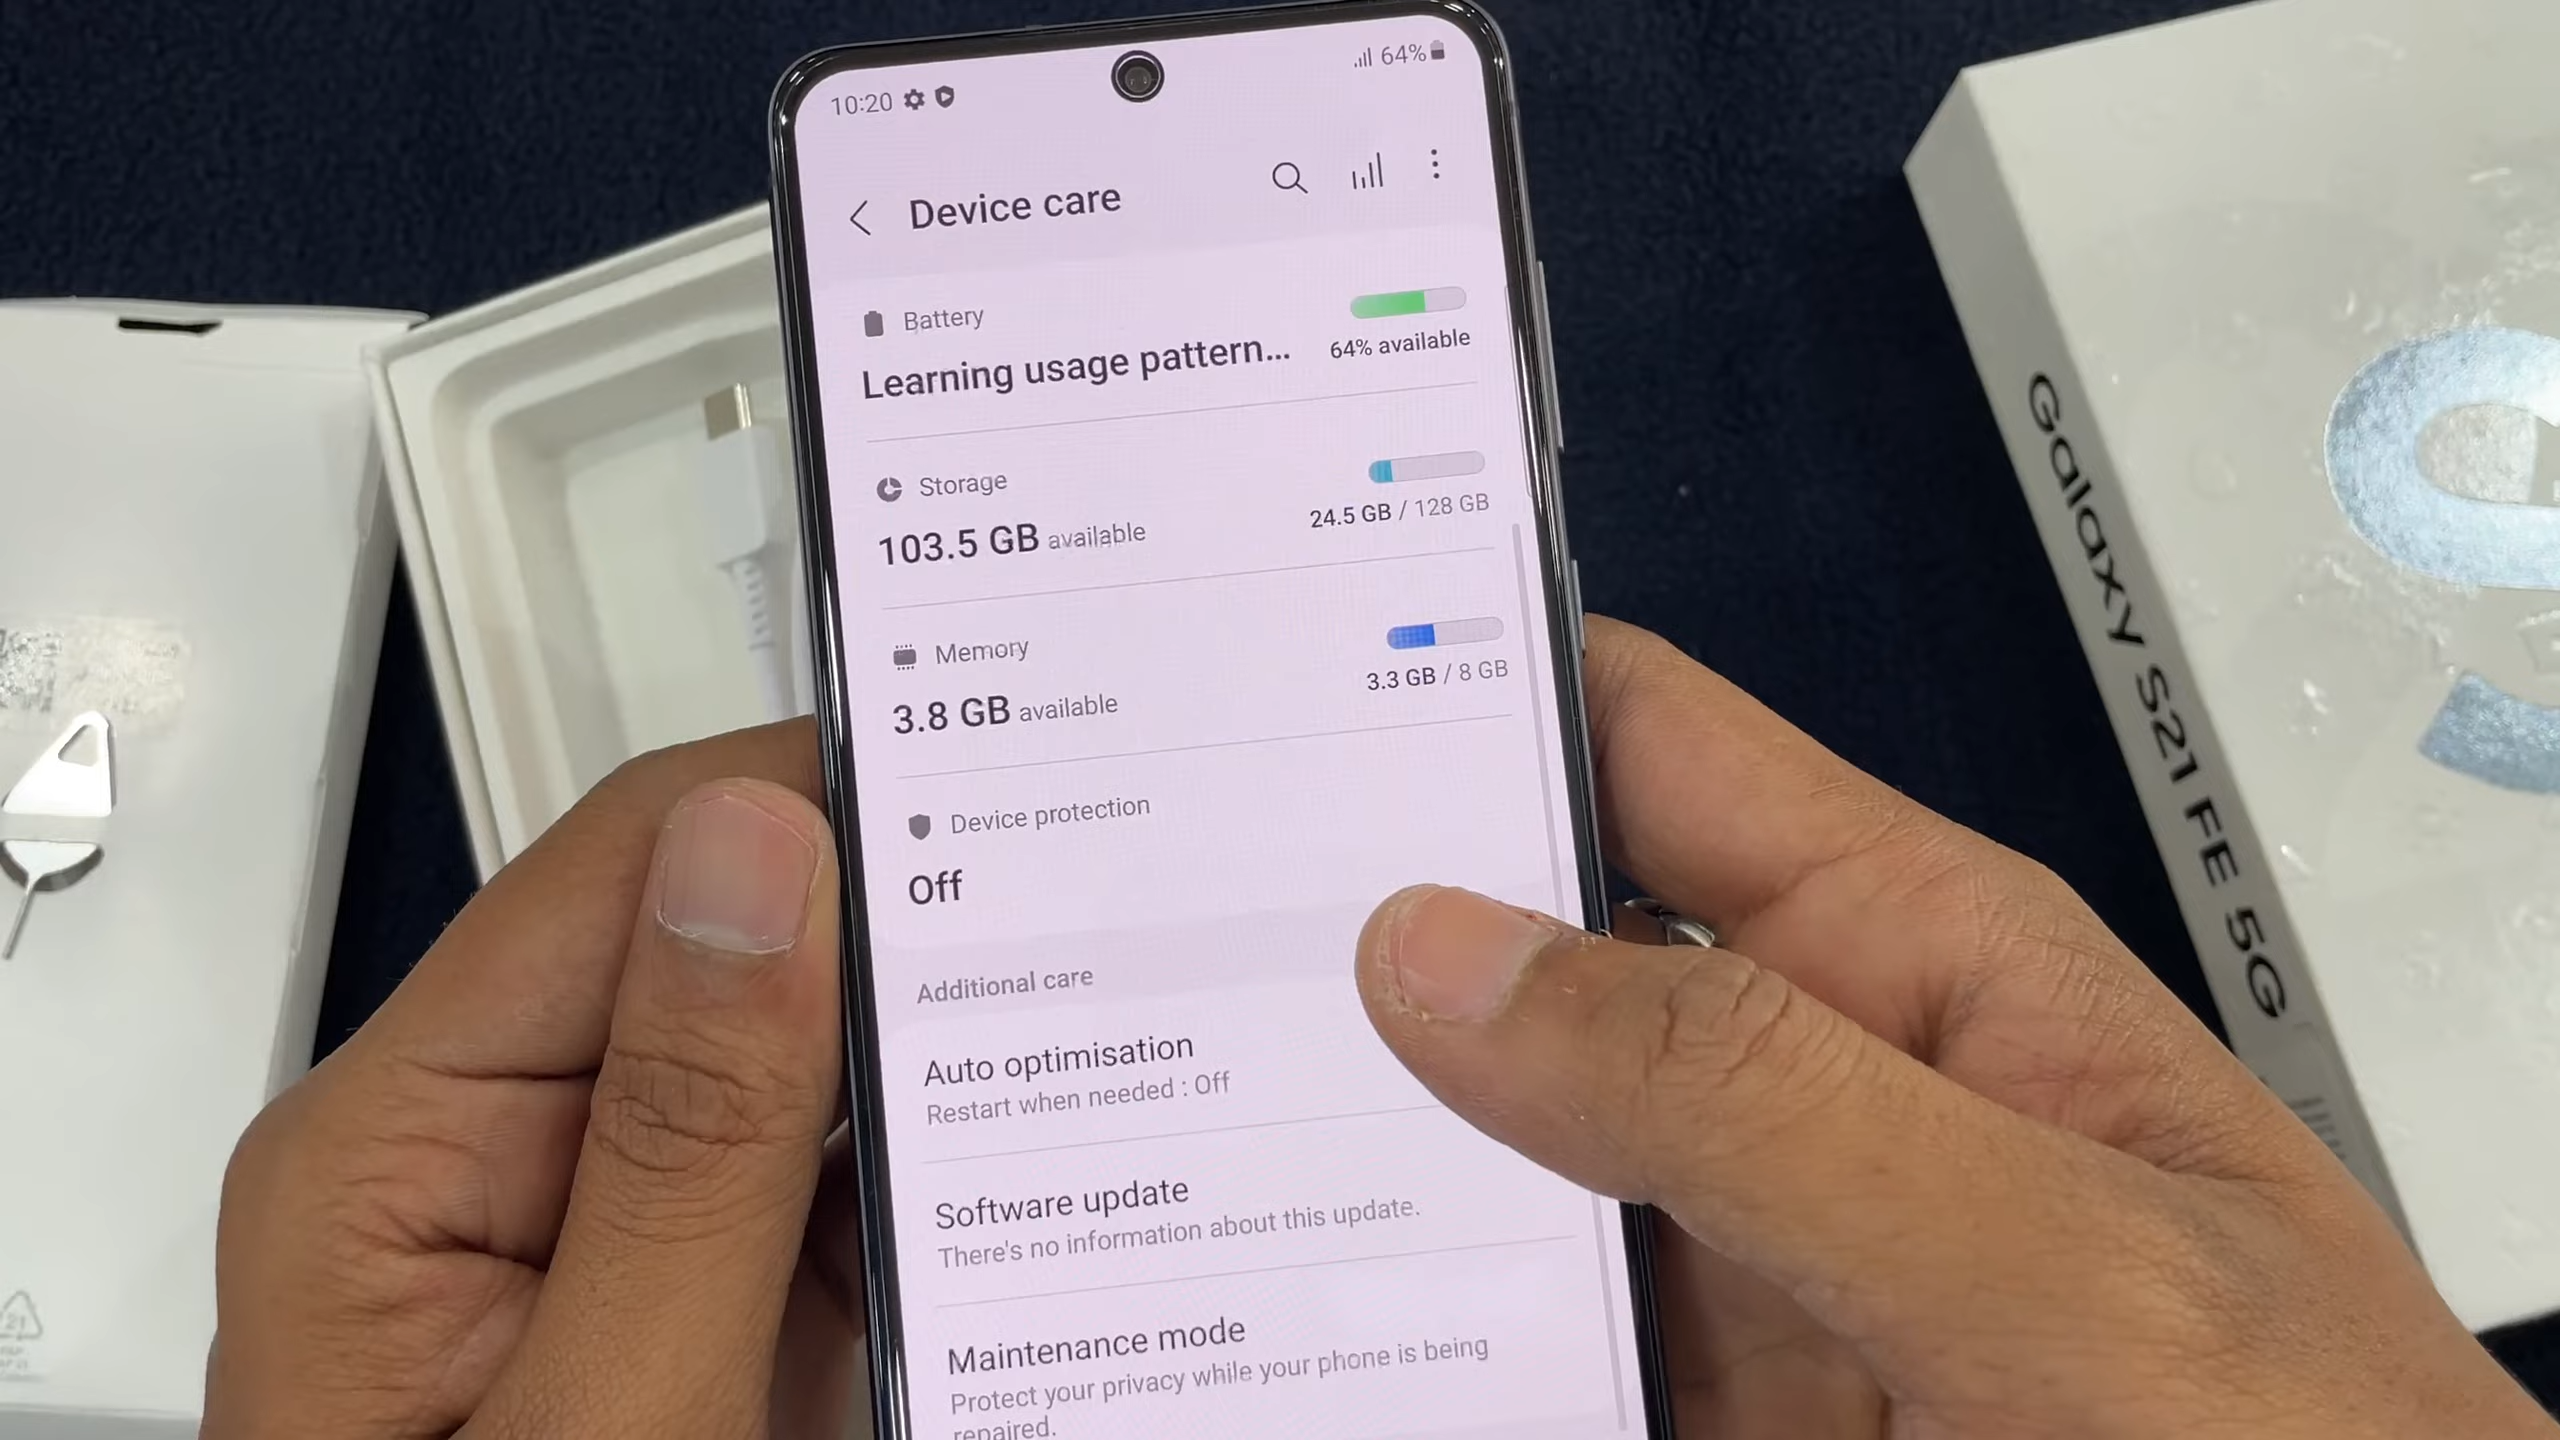 10:20
64%
Device care
Battery
Learning usage pattern...
64% available
Storage
103.5 GB available
24.5 GB / 128 GB
Memory
3.8 GB available
3.3 GB / 8 GB
Device protection
Off
Additional care
Auto optimisation
Restart when needed : Off
Software update
There's no information about this update.
Maintenance mode
Protect your privacy while your phone is being
repaired.
Galaxy S21 FE 5G
21